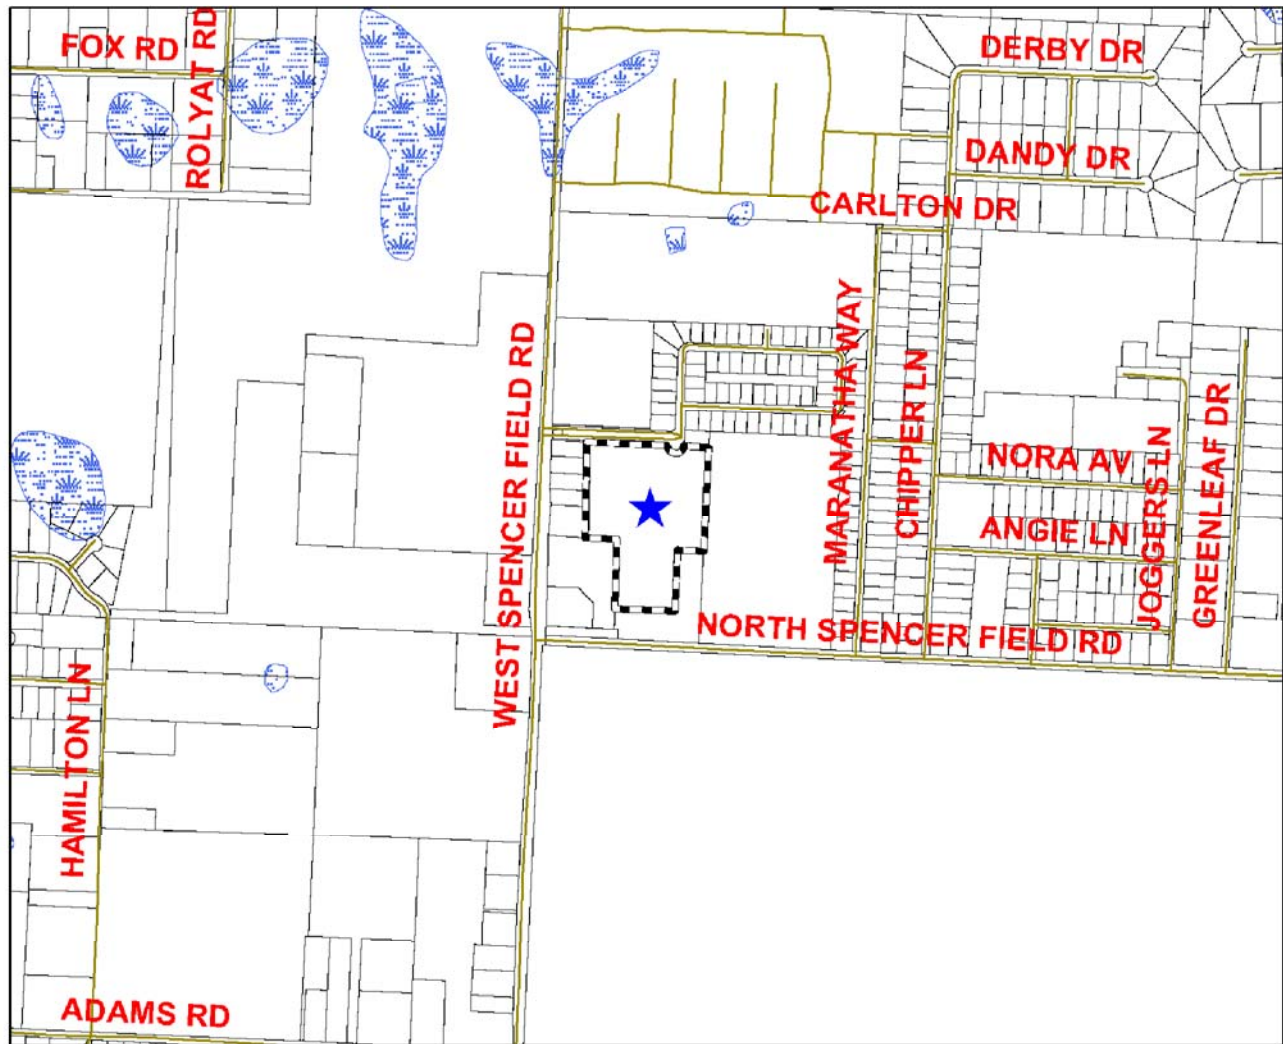 FOX RD
ROLYAT RD
DERBY DR
DANDY DR
CARLTON DR
MARANATHA WAY
CHIPPER LN
WEST SPENCER FIELD RD
NORA AV
ANGIE LN
JOGGERS LN
GREENLEAF DR
NORTH SPENCER FIELD RD
HAMILTON LN
ADAMS RD